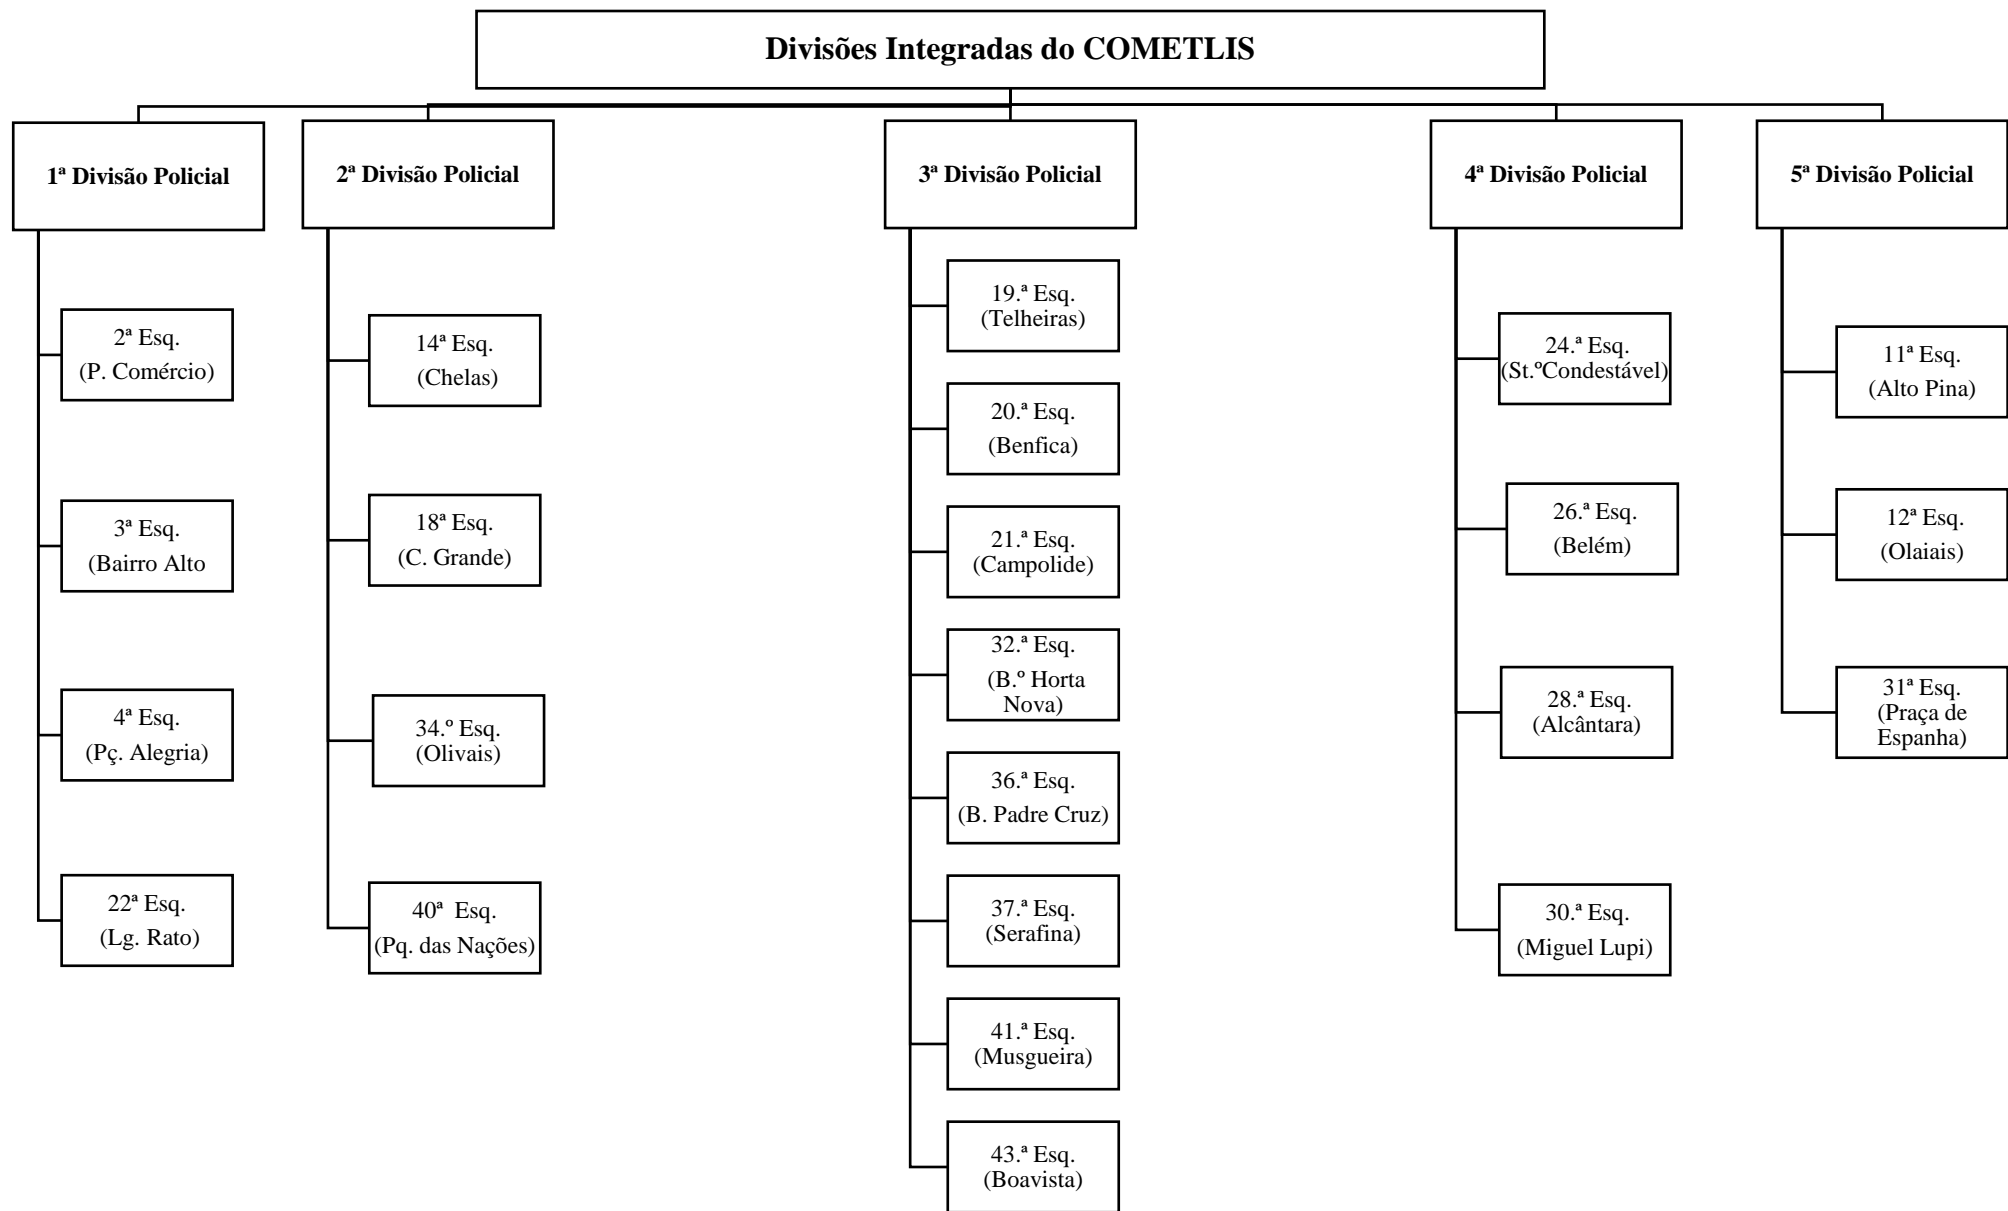 Divisões Integradas do COMETLIS
1ª Divisão Policial
2ª Esq.
(P. Comércio)
3ª Esq.
(Bairro Alto
4ª Esq.
(Pç. Alegria)
22ª Esq.
(Lg. Rato)
2ª Divisão Policial
14ª Esq.
(Chelas)
18ª Esq.
(C. Grande)
34.º Esq.
(Olivais)
40ª Esq.
(Pq. das Nações)
3ª Divisão Policial
19.ª Esq.
(Telheiras)
20.ª Esq.
(Benfica)
21.ª Esq.
(Campolide)
32.ª Esq.
(B.º Horta
Nova)
36.ª Esq.
(B. Padre Cruz)
37.ª Esq.
(Serafina)
41.ª Esq.
(Musgueira)
43.ª Esq.
(Boavista)
4ª Divisão Policial
24.ª Esq.
(St.ºCondestável)
26.ª Esq.
(Belém)
28.ª Esq.
(Alcântara)
30.ª Esq.
(Miguel Lupi)
5ª Divisão Policial
11ª Esq.
(Alto Pina)
12ª Esq.
(Olaiais)
31ª Esq.
(Praça de
Espanha)